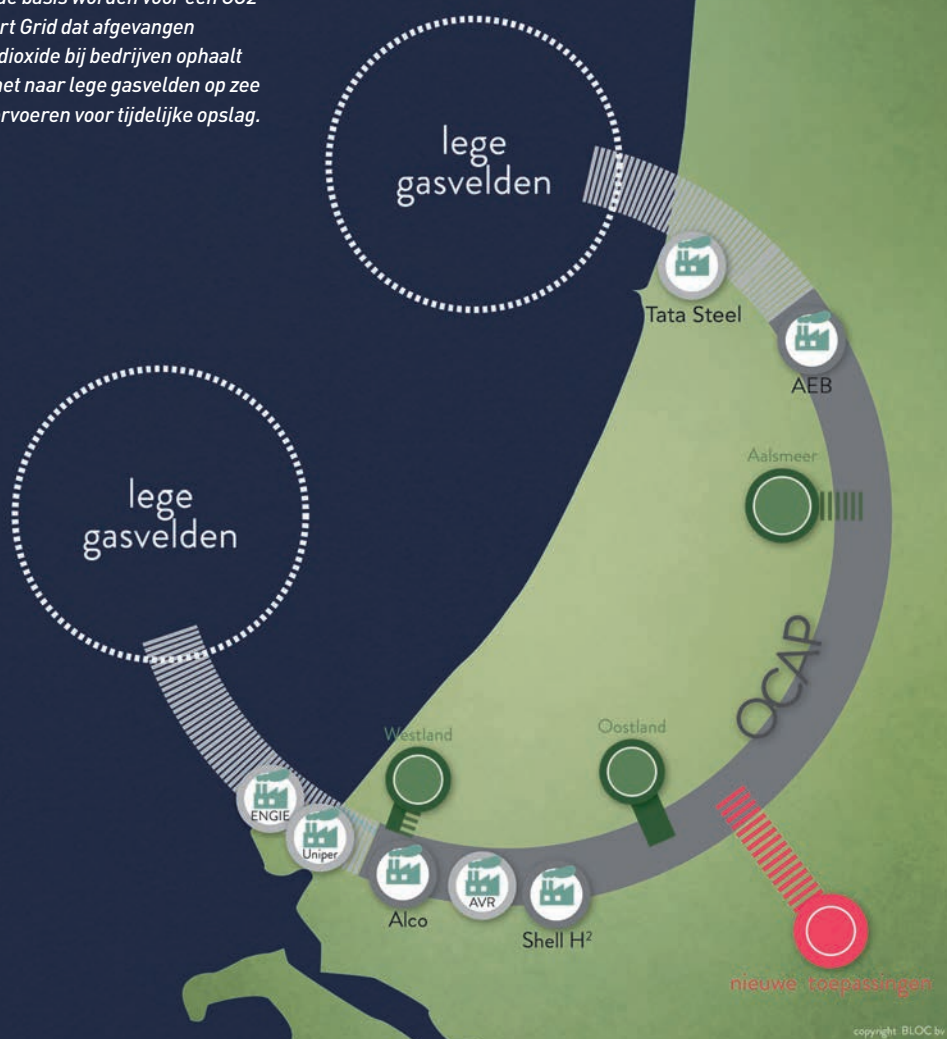 de basis worden voor een CO2
rt Grid dat afgevangen
dioxide bij bedrijven ophaalt
net naar lege gasvelden op zee
rvoeren voor tijdelijke opslag.
lege
gasvelden
Tata Steel
AEB
Aalsmeer
lege
gasvelden
OCAP
Westland
Oostland
ENGIE
Uniper
Alco
AVR
Shell H²
nieuwe toepassingen
copyright BLOC bv